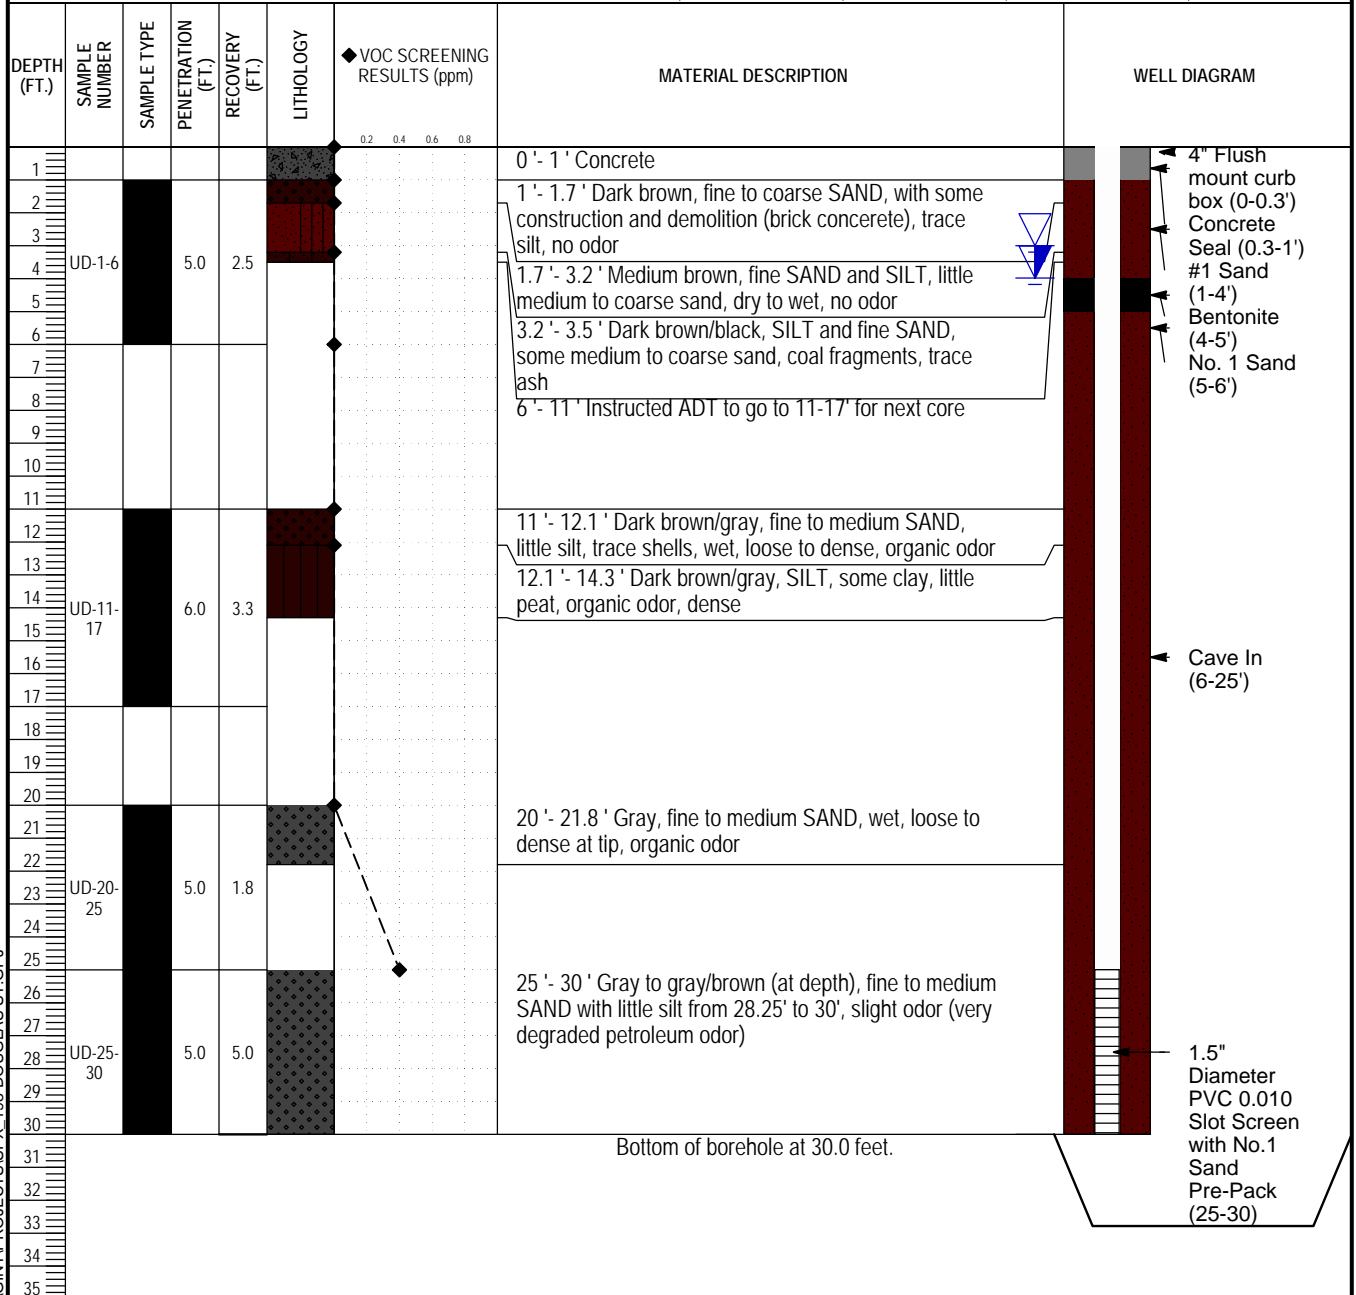 DEPTH
(FT.)
SAMPLE
NUMBER
SAMPLE TYPE
PENETRATION
(FT.)
RECOVERY
(FT.)
LITHOLOGY
VOC SCREENING
RESULTS (ppm)
0.2 0.4 0.6 0.8
MATERIAL DESCRIPTION
WELL DIAGRAM
1
2
3
4
5
6
7
8
9
10
11
12
13
14
15
16
17
18
19
20
21
22
23
24
25
26
27
28
29
30
31
32
33
34
35
UD-1-6
5.0
2.5
UD-11-
17
6.0
3.3
UD-20-
25
5.0
1.8
UD-25-
30
5.0
5.0
0 '- 1 ' Concrete
1 '- 1.7 ' Dark brown, fine to coarse SAND, with some
construction and demolition (brick concerete), trace
silt, no odor
1.7 '- 3.2 ' Medium brown, fine SAND and SILT, little
medium to coarse sand, dry to wet, no odor
3.2 '- 3.5 ' Dark brown/black, SILT and fine SAND,
some medium to coarse sand, coal fragments, trace
ash
6 '- 11 ' Instructed ADT to go to 11-17' for next core
11 '- 12.1 ' Dark brown/gray, fine to medium SAND,
little silt, trace shells, wet, loose to dense, organic odor
12.1 '- 14.3 ' Dark brown/gray, SILT, some clay, little
peat, organic odor, dense
20 '- 21.8 ' Gray, fine to medium SAND, wet, loose to
dense at tip, organic odor
25 '- 30 ' Gray to gray/brown (at depth), fine to medium
SAND with little silt from 28.25' to 30', slight odor (very
degraded petroleum odor)
Bottom of borehole at 30.0 feet.
4" Flush
mount curb
box (0-0.3')
Concrete
Seal (0.3-1')
#1 Sand
(1-4')
Bentonite
(4-5')
No. 1 Sand
(5-6')
Cave In
(6-25')
1.5"
Diameter
PVC 0.010
Slot Screen
with No.1
Sand
Pre-Pack
(25-30)